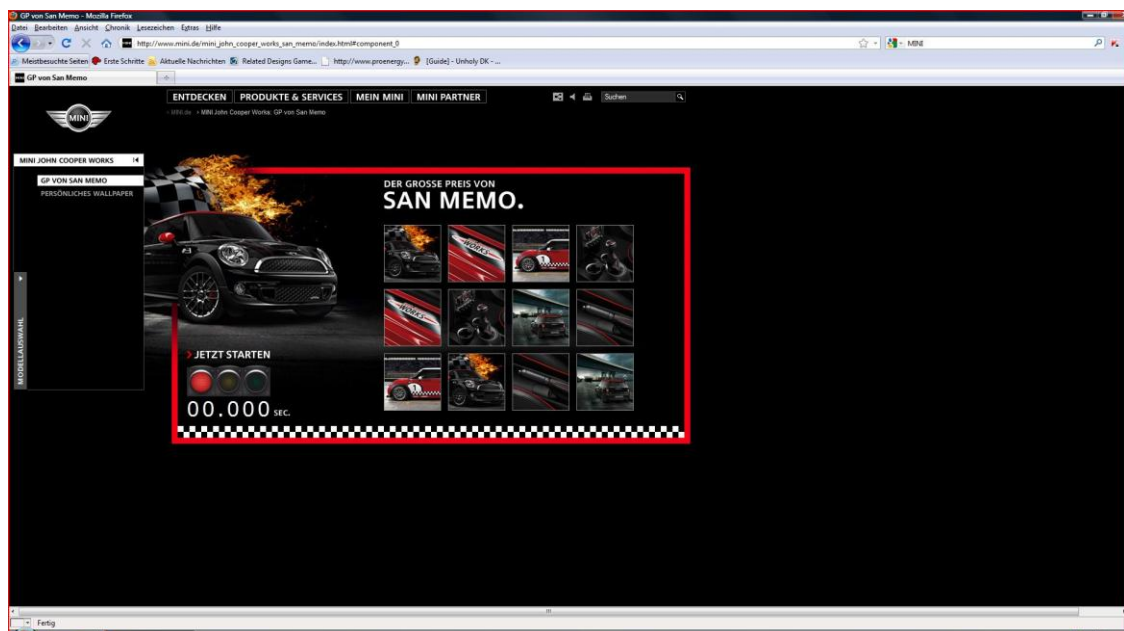 GP von San Memo - Mozilla Firefox
Datei Bearbeiten Ansicht Chronik Lesezeichen Extras Hilfe
http://www.mini.de/mini_john_cooper_works_san_memo/index.html#component_0
MINI
Meistbesuchte Seiten Erste Schritte Aktuelle Nachrichten Related Designs Game... http://www.proenergy... [Guide] - Unholy DK - ...
GP von San Memo
ENTDECKEN PRODUKTE & SERVICES MEIN MINI MINI PARTNER Suchen
MINI.de MINI John Cooper Works: GP von San Memo
MINI
MINI JOHN COOPER WORKS
GP VON SAN MEMO
PERSÖNLICHES WALLPAPER
MODELLAUSWAHL
DER GROSSE PREIS VON
SAN MEMO.
WORKS
WORKS
JETZT STARTEN
00.000 SEC.
Fertig